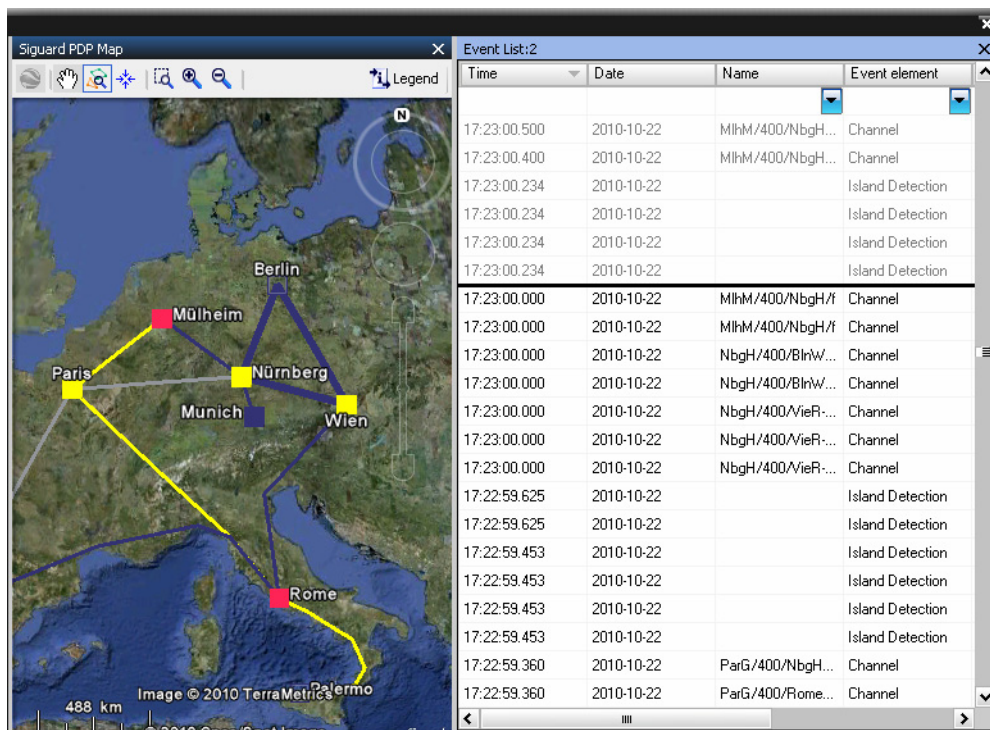 Siguard PDP Map
Legend
N
Berlin
Mülheim
Paris
Nürnberg
Munich
Wien
Rome
Palermo
Image © 2010 TerraMetrics
488 km
Event List:2
Time Date Name Event element
17:23:00.500 2010-10-22 MlhM/400/NbgH... Channel
17:23:00.400 2010-10-22 MlhM/400/NbgH... Channel
17:23:00.234 2010-10-22 Island Detection
17:23:00.234 2010-10-22 Island Detection
17:23:00.234 2010-10-22 Island Detection
17:23:00.234 2010-10-22 Island Detection
17:23:00.000 2010-10-22 MlhM/400/NbgH/f Channel
17:23:00.000 2010-10-22 MlhM/400/NbgH/f Channel
17:23:00.000 2010-10-22 NbgH/400/BlnW... Channel
17:23:00.000 2010-10-22 NbgH/400/BlnW... Channel
17:23:00.000 2010-10-22 NbgH/400/VieR-... Channel
17:23:00.000 2010-10-22 NbgH/400/VieR-... Channel
17:23:00.000 2010-10-22 NbgH/400/VieR-... Channel
17:22:59.625 2010-10-22 Island Detection
17:22:59.625 2010-10-22 Island Detection
17:22:59.453 2010-10-22 Island Detection
17:22:59.453 2010-10-22 Island Detection
17:22:59.453 2010-10-22 Island Detection
17:22:59.453 2010-10-22 Island Detection
17:22:59.360 2010-10-22 ParG/400/NbgH... Channel
17:22:59.360 2010-10-22 ParG/400/Rome... Channel